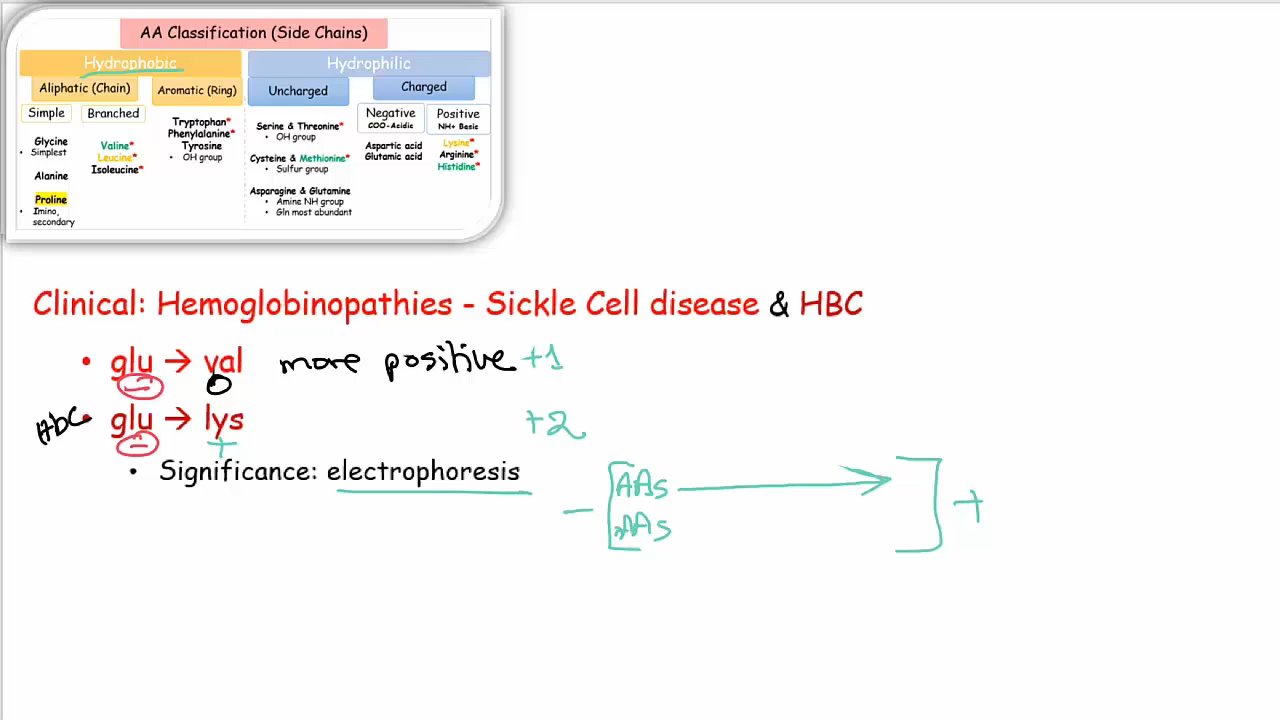 AA Classification (Side Chains)
Hydrophobic
Hydrophilic
Aliphatic (Chain)
Aromatic (Ring)
Uncharged
Charged
Simple
Branched
Negative
COO-Acidic
Positive
NH+ Basic
Glycine
• Simplest
Alanine
Proline
• Imino,
secondary
Valine*
Leucine*
Isoleucine*
Tryptophan*
Phenylalanine*
Tyrosine
• OH group
Serine & Threonine*
• OH group
Cysteine & Methionine*
• Sulfur group
Asparagine & Glutamine
• Amine NH group
• Gln most abundant
Aspartic acid
Glutamic acid
Lysine*
Arginine*
Histidine*
Clinical: Hemoglobinopathies - Sickle Cell disease & HBC
• glu → val more positive +1
- 0
HbC • glu → lys +2
- +
• Significance: electrophoresis
- [AAs → ] +
AAs